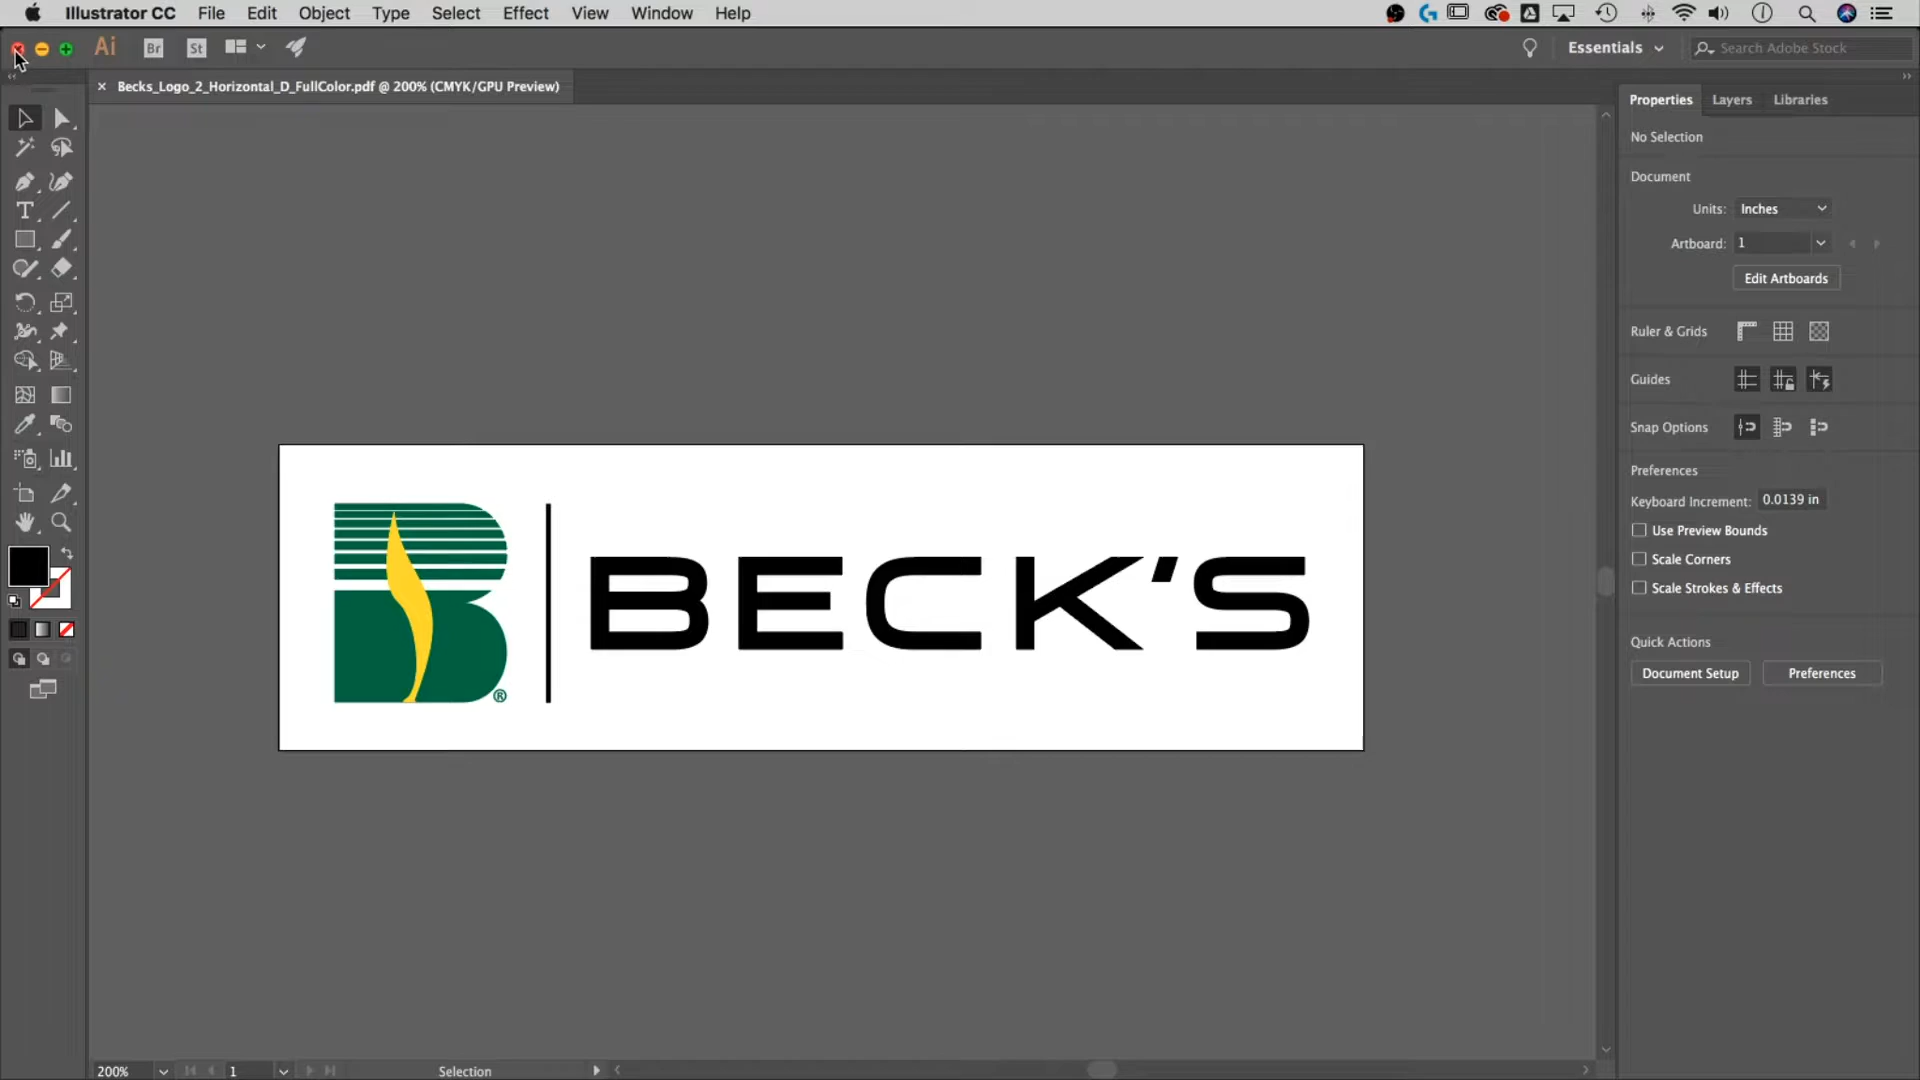 Illustrator CC File Edit Object Type Select Effect View Window Help
Ai Br St Essentials Search Adobe Stock
Becks_Logo_2_Horizontal_D_FullColor.pdf @ 200% (CMYK/GPU Preview)
Properties Layers Libraries
No Selection
Document
Units: Inches
Artboard: 1
Edit Artboards
Ruler & Grids
Guides
Snap Options
Preferences
Keyboard Increment: 0.0139 in
Use Preview Bounds
Scale Corners
Scale Strokes & Effects
Quick Actions
Document Setup Preferences
B® BECK'S
200% 1 Selection